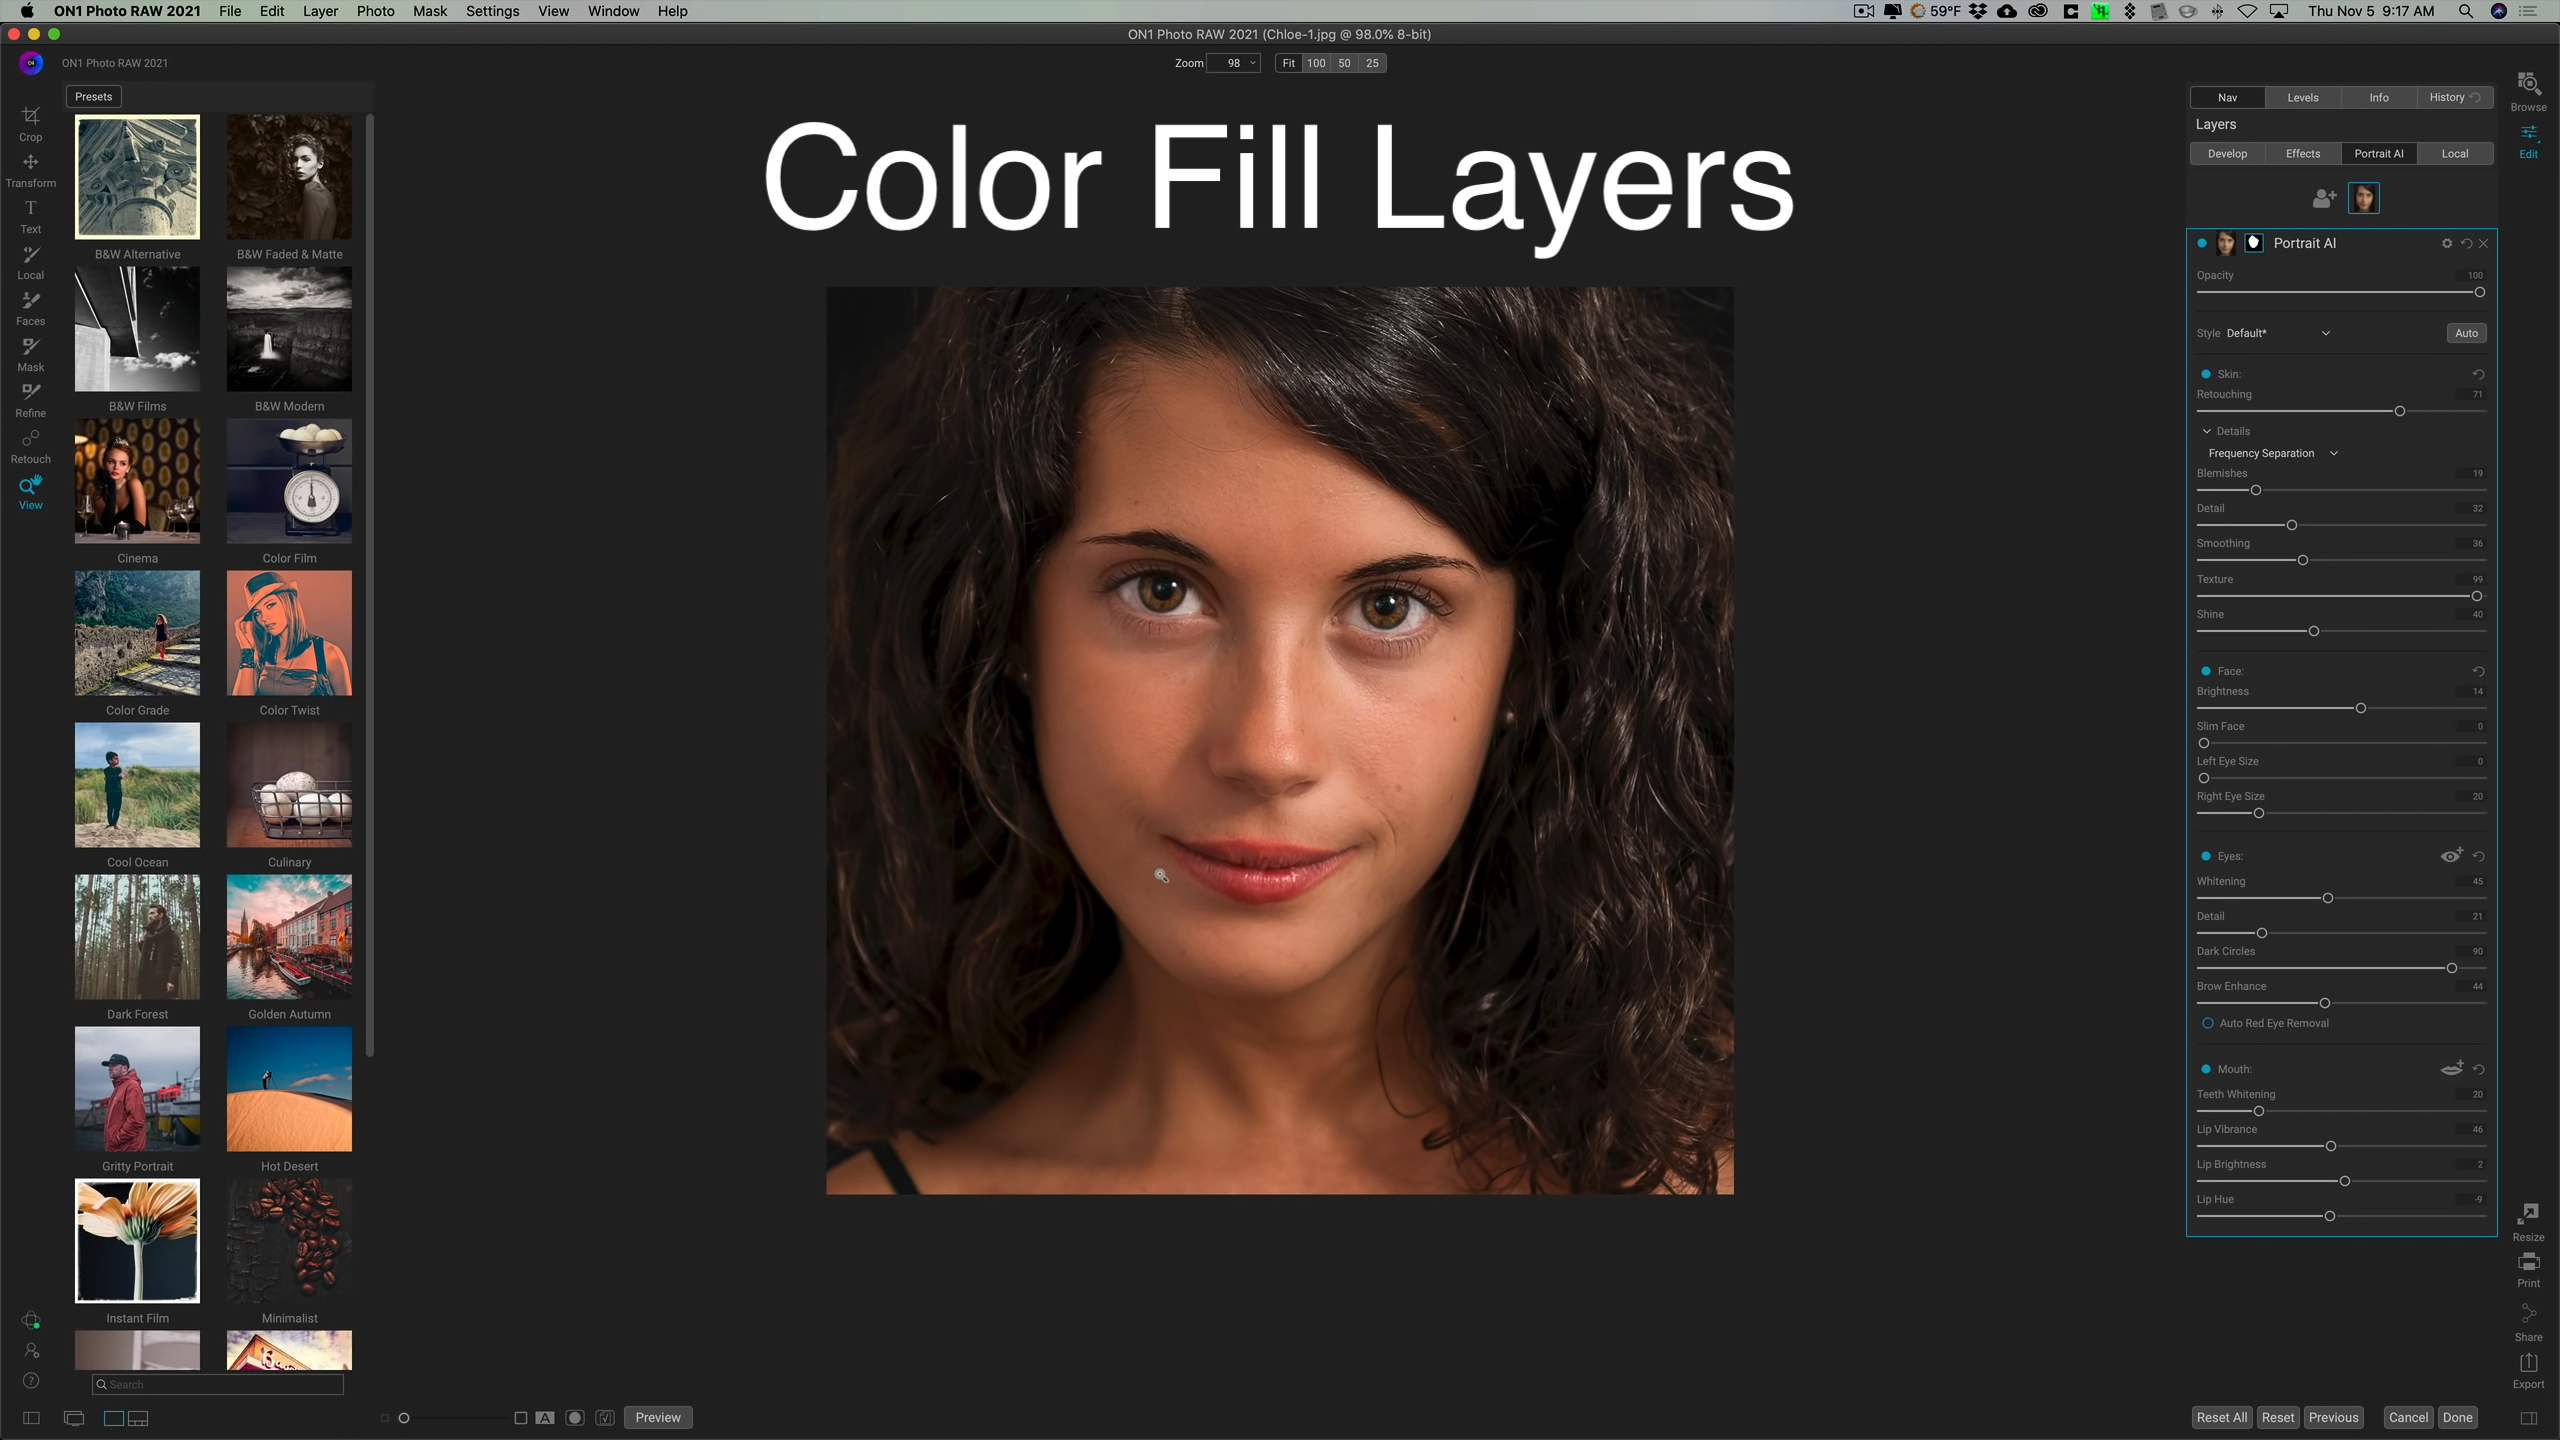 ON1 Photo RAW 2021 File Edit Layer Photo Mask Settings View Window Help
59°F Thu Nov 5 9:17 AM
ON1 Photo RAW 2021 (Chloe-1.jpg @ 98.0% 8-bit)
ON1 Photo RAW 2021
Zoom 98 Fit 100 50 25
Presets
Crop
Transform
Text
Local
Faces
Mask
Refine
Retouch
View
B&W Alternative B&W Faded & Matte
B&W Films B&W Modern
Cinema Color Film
Color Grade Color Twist
Cool Ocean Culinary
Dark Forest Golden Autumn
Gritty Portrait Hot Desert
Instant Film Minimalist
Search
Color Fill Layers
Preview
Nav Levels Info History
Layers
Develop Effects Portrait AI Local
Portrait AI
Opacity 100
Style Default* Auto
Skin:
Retouching 71
Details
Frequency Separation
Blemishes 19
Detail 32
Smoothing 36
Texture 99
Shine 40
Face:
Brightness 14
Slim Face 0
Left Eye Size 0
Right Eye Size 20
Eyes:
Whitening 45
Detail 21
Dark Circles 90
Brow Enhance 44
Auto Red Eye Removal
Mouth:
Teeth Whitening 20
Lip Vibrance 46
Lip Brightness 2
Lip Hue -9
Reset All Reset Previous Cancel Done
Browse
Edit
Resize
Print
Share
Export